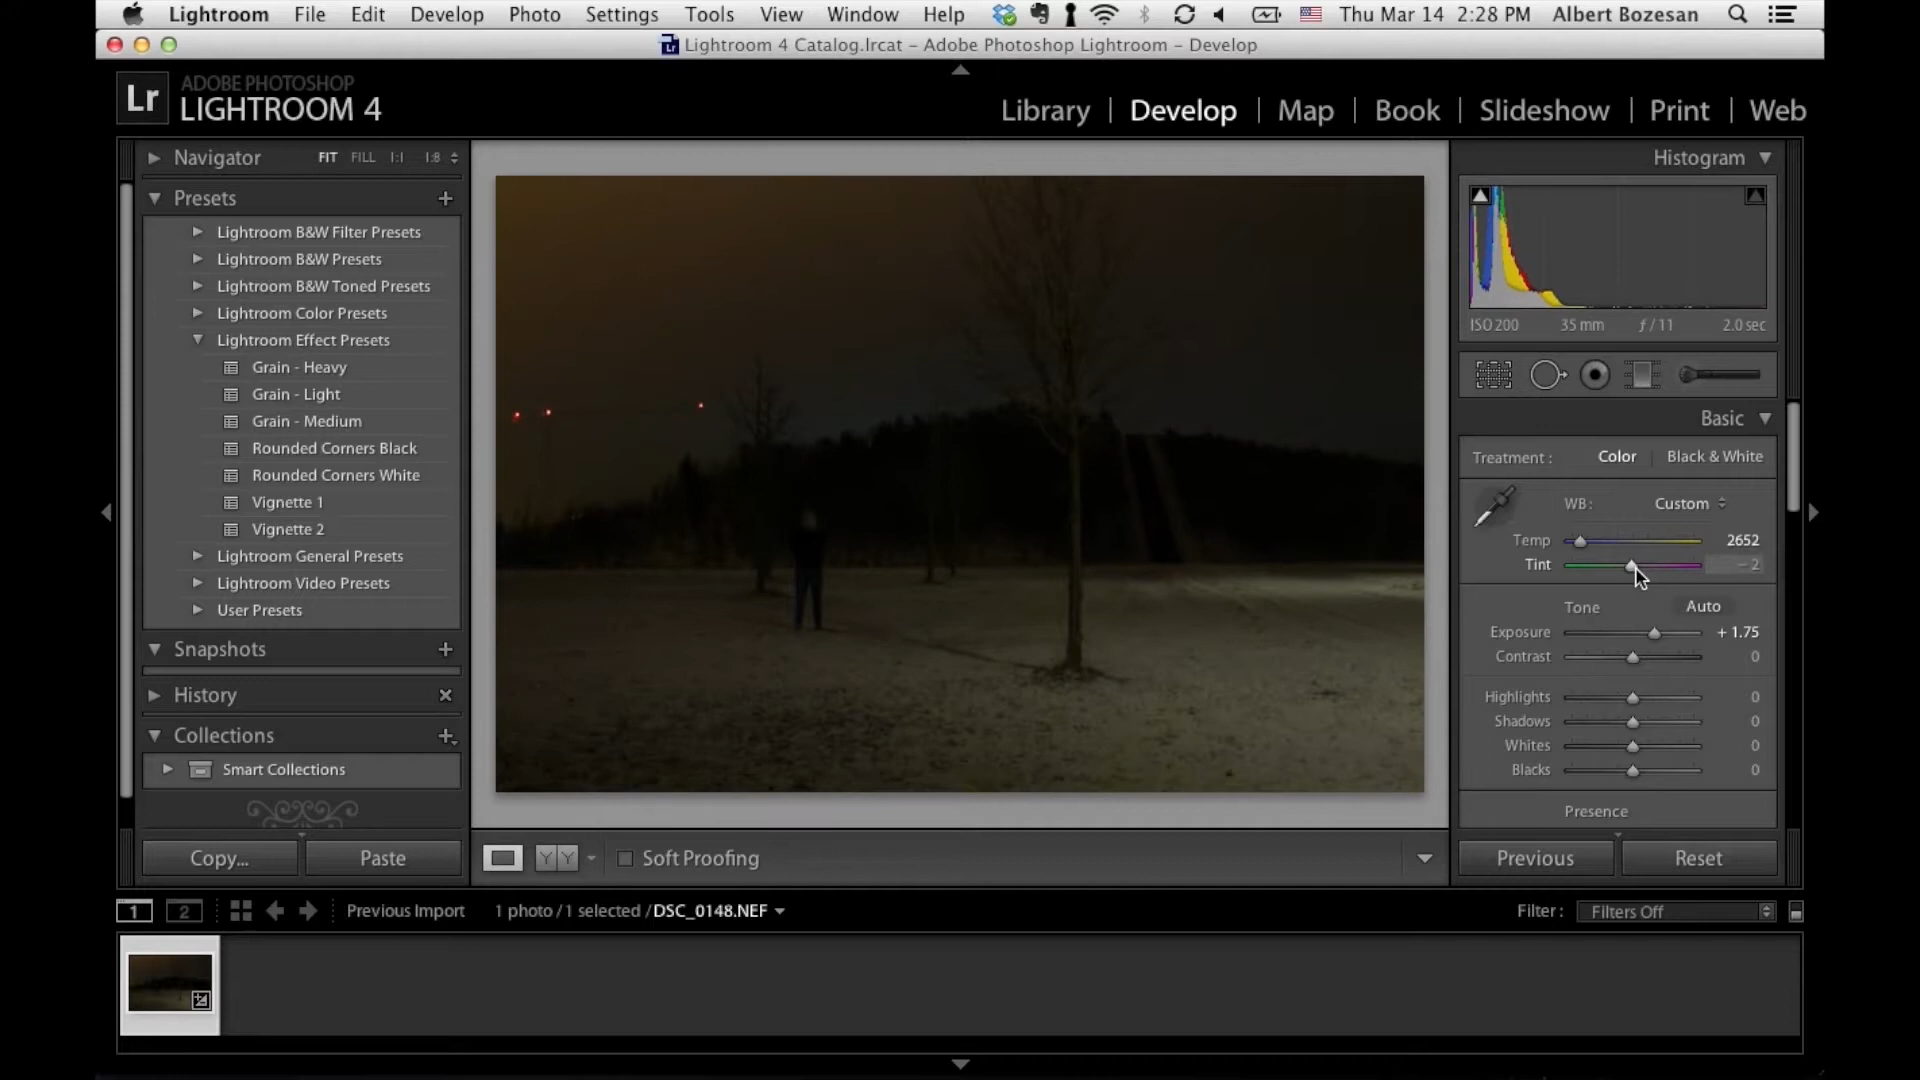 Lightroom File Edit Develop Photo Settings Tools View Window Help Thu Mar 14 2:28 PM Albert Bozesan
Lightroom 4 Catalog.lrcat – Adobe Photoshop Lightroom – Develop
Lr ADOBE PHOTOSHOP
LIGHTROOM 4
Library | Develop | Map | Book | Slideshow | Print | Web
Navigator FIT FILL 1:1 1:8
Presets
Lightroom B&W Filter Presets
Lightroom B&W Presets
Lightroom B&W Toned Presets
Lightroom Color Presets
Lightroom Effect Presets
Grain - Heavy
Grain - Light
Grain - Medium
Rounded Corners Black
Rounded Corners White
Vignette 1
Vignette 2
Lightroom General Presets
Lightroom Video Presets
User Presets
Snapshots
History
Collections
Smart Collections
Copy... Paste
Histogram
ISO 200 35 mm ƒ / 11 2.0 sec
Basic
Treatment : Color | Black & White
WB : Custom
Temp 2652
Tint – 2
Tone Auto
Exposure + 1.75
Contrast 0
Highlights 0
Shadows 0
Whites 0
Blacks 0
Presence
Previous Reset
Y Y Soft Proofing
1 2 Previous Import 1 photo / 1 selected / DSC_0148.NEF Filter : Filters Off